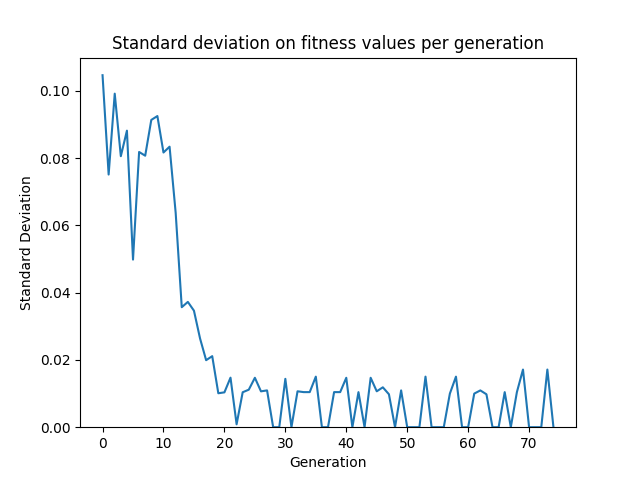 Standard deviation on fitness values per generation
0.10
0.08
0.06
0.04
0.02
0.00
Standard Deviation
0 10 20 30 40 50 60 70
Generation